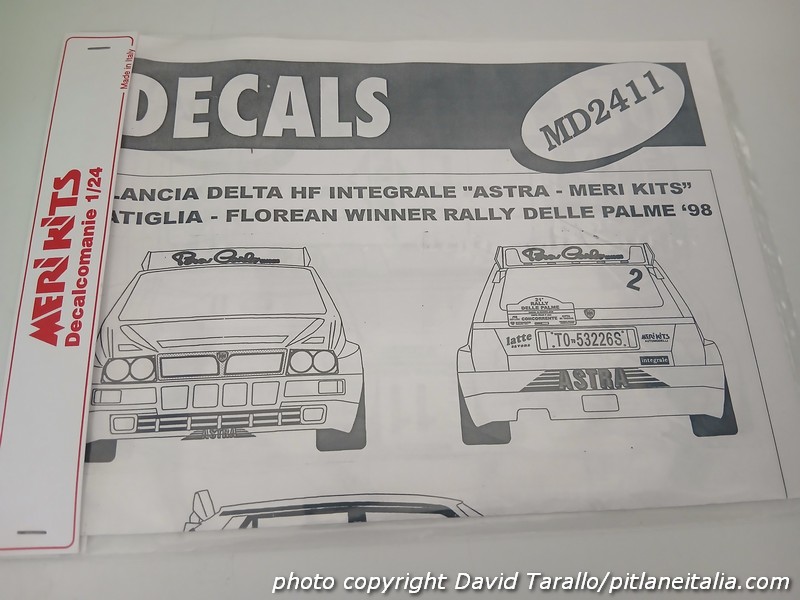 Made in Italy
MERI KITS
Decalcomanie 1/24
DECALS
MD2411
LANCIA DELTA HF INTEGRALE "ASTRA - MERI KITS”
ATIGLIA - FLOREAN WINNER RALLY DELLE PALME ‘98
ASTRA
2
21°
RALLY
DELLE PALME
CONCORRENTE
latte
TO-53226S
MERI KITS
integrale
ASTRA
photo copyright David Tarallo/pitlaneitalia.com